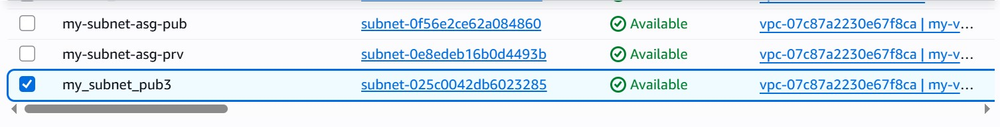 my-subnet-asg-pub subnet-0f56e2ce62a084860 Available vpc-07c87a2230e67f8ca | my-v...
my-subnet-asg-prv subnet-0e8edeb16b0d4493b Available vpc-07c87a2230e67f8ca | my-v...
my_subnet_pub3 subnet-025c0042db6023285 Available vpc-07c87a2230e67f8ca | my-v...